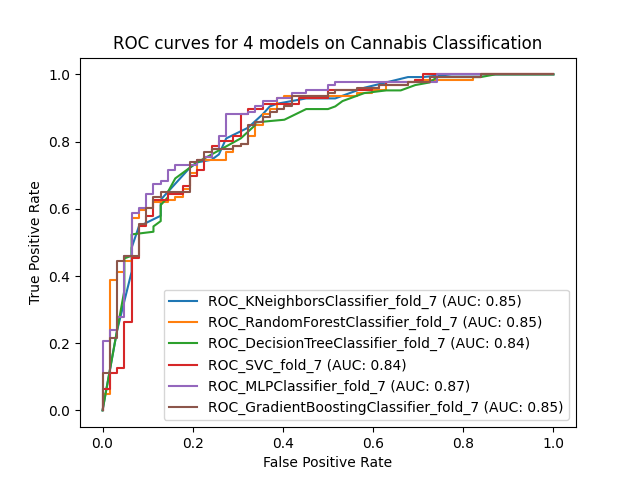 ROC curves for 4 models on Cannabis Classification
1.0
0.8
0.6
0.4
0.2
0.0
True Positive Rate
ROC_KNeighborsClassifier_fold_7 (AUC: 0.85)
ROC_RandomForestClassifier_fold_7 (AUC: 0.85)
ROC_DecisionTreeClassifier_fold_7 (AUC: 0.84)
ROC_SVC_fold_7 (AUC: 0.84)
ROC_MLPClassifier_fold_7 (AUC: 0.87)
ROC_GradientBoostingClassifier_fold_7 (AUC: 0.85)
0.0 0.2 0.4 0.6 0.8 1.0
False Positive Rate